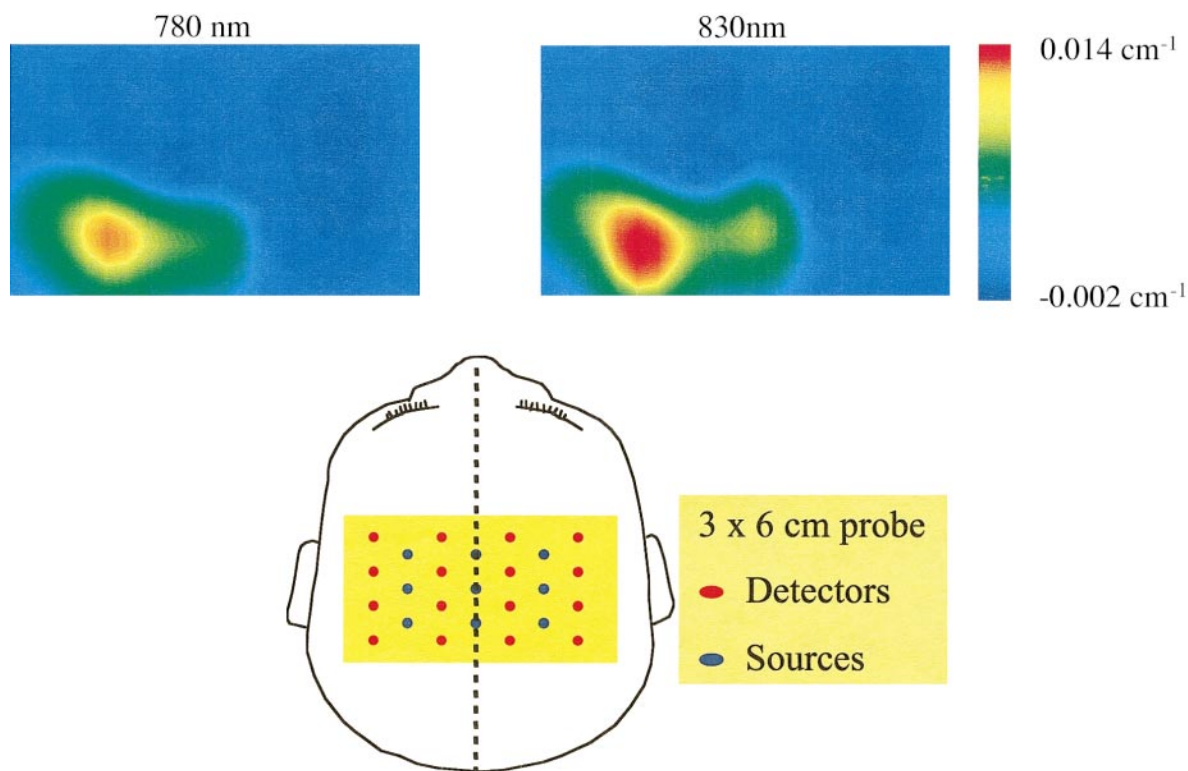 780 nm
830nm
0.014 cm-1
-0.002 cm-1
3 x 6 cm probe
Detectors
Sources